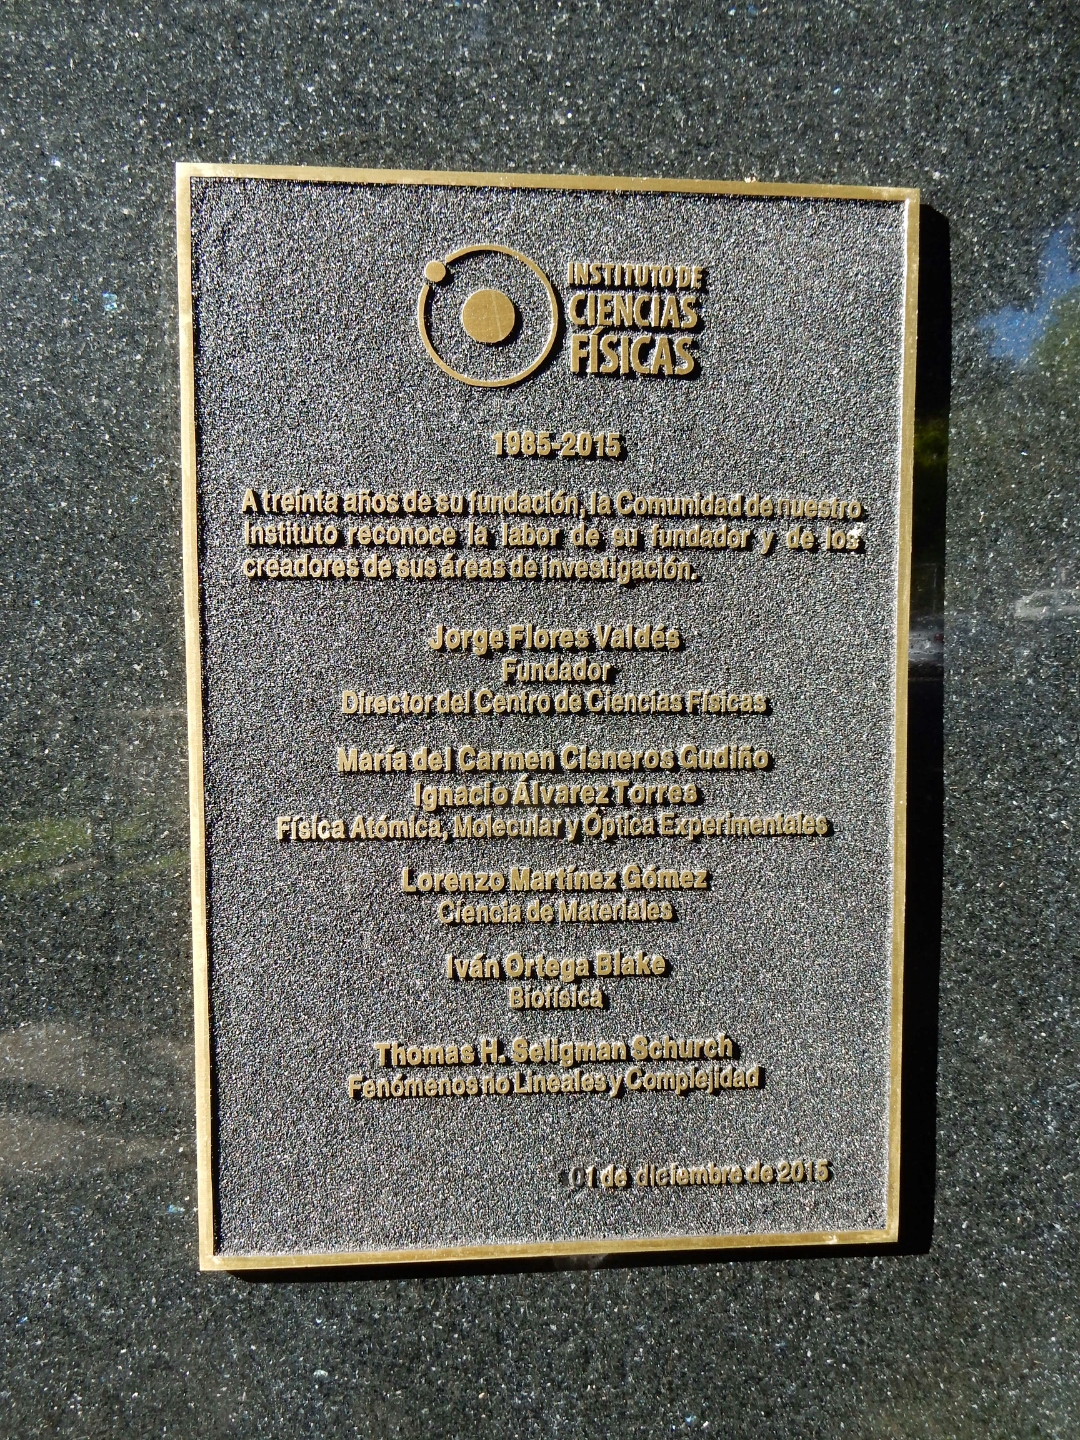 INSTITUTO DE
CIENCIAS
FÍSICAS
1985-2015
A treinta años de su fundación, la Comunidad de nuestro
Instituto reconoce la labor de su fundador y de los
creadores de sus áreas de investigación.
Jorge Flores Valdés
Fundador
Director del Centro de Ciencias Físicas
María del Carmen Cisneros Gudiño
Ignacio Álvarez Torres
Física Atómica, Molecular y Óptica Experimentales
Lorenzo Martínez Gómez
Ciencia de Materiales
Iván Ortega Blake
Biofísica
Thomas H. Seligman Schurch
Fenómenos no Lineales y Complejidad
01 de diciembre de 2015